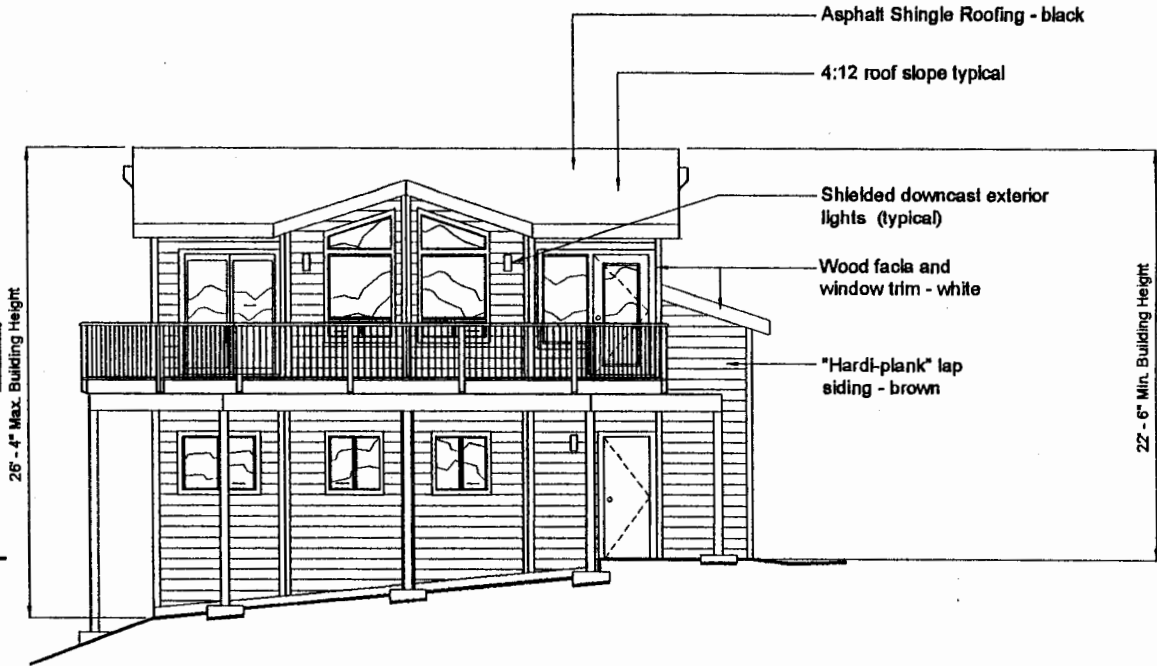 Asphalt Shingle Roofing - black
4:12 roof slope typical
Shielded downcast exterior
lights (typical)
Wood facia and
window trim - white
"Hardi-plank" lap
siding - brown
26' - 4" Max. Building Height
22' - 6" Min. Building Height